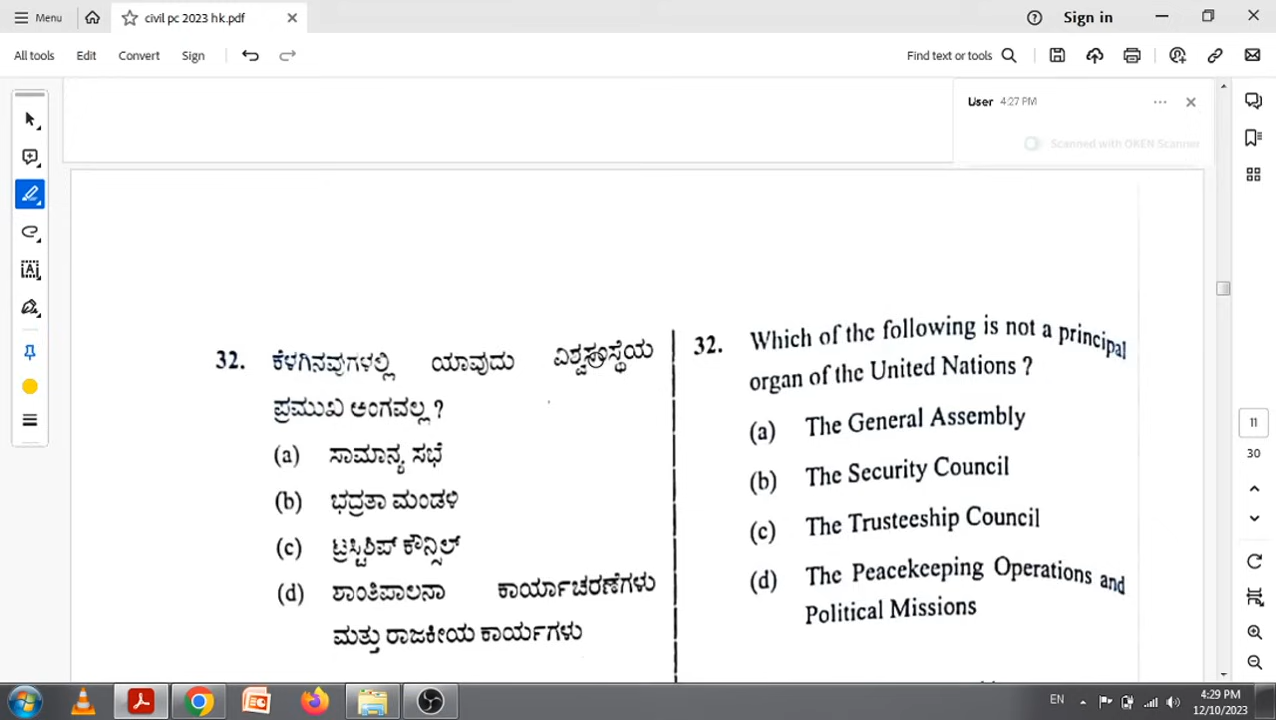 Menu
civil pc 2023 hk.pdf
Sign in
All tools
Edit
Convert
Sign
Find text or tools
User 4:27 PM
Scanned with OKEN Scanner
32. ಕೆಳಗಿನವುಗಳಲ್ಲಿ ಯಾವುದು ವಿಶ್ವಸಂಸ್ಥೆಯ
ಪ್ರಮುಖ ಅಂಗವಲ್ಲ ?
(a) ಸಾಮಾನ್ಯ ಸಭೆ
(b) ಭದ್ರತಾ ಮಂಡಳಿ
(c) ಟ್ರಸ್ಟಿಶಿಪ್ ಕೌನ್ಸಿಲ್
(d) ಶಾಂತಿಪಾಲನಾ ಕಾರ್ಯಾಚರಣೆಗಳು
ಮತ್ತು ರಾಜಕೀಯ ಕಾರ್ಯಗಳು
32. Which of the following is not a principal
organ of the United Nations ?
(a) The General Assembly
(b) The Security Council
(c) The Trusteeship Council
(d) The Peacekeeping Operations and
Political Missions
11
30
EN
4:29 PM
12/10/2023